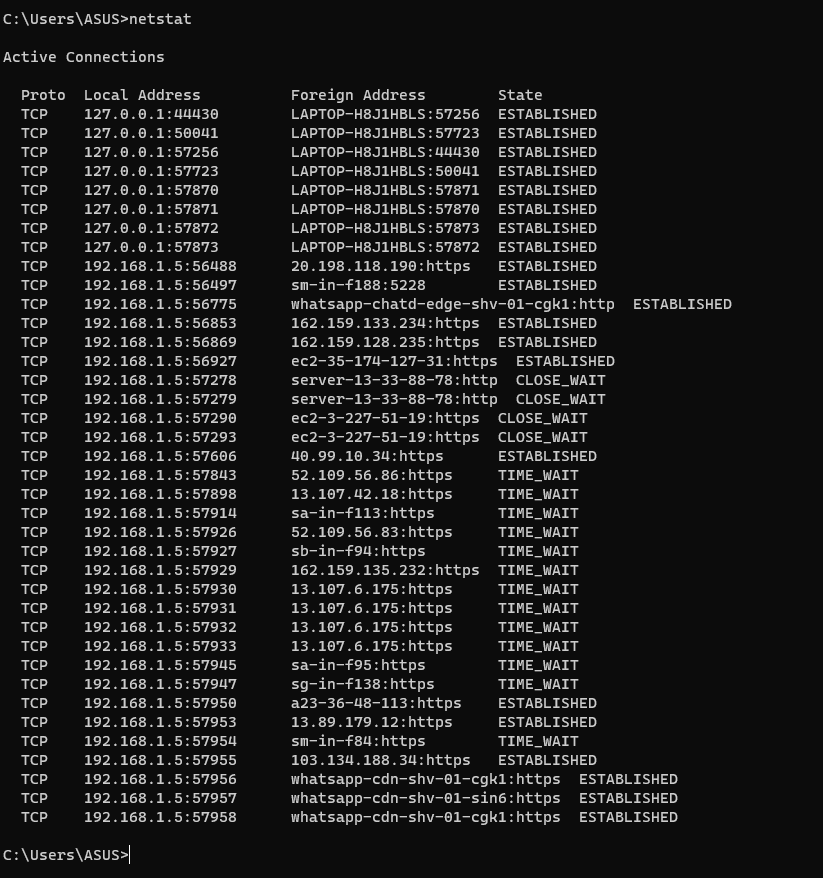 C:\Users\ASUS>netstat
Active Connections
Proto Local Address Foreign Address State
TCP 127.0.0.1:44430 LAPTOP-H8J1HBLS:57256 ESTABLISHED
TCP 127.0.0.1:50041 LAPTOP-H8J1HBLS:57723 ESTABLISHED
TCP 127.0.0.1:57256 LAPTOP-H8J1HBLS:44430 ESTABLISHED
TCP 127.0.0.1:57723 LAPTOP-H8J1HBLS:50041 ESTABLISHED
TCP 127.0.0.1:57870 LAPTOP-H8J1HBLS:57871 ESTABLISHED
TCP 127.0.0.1:57871 LAPTOP-H8J1HBLS:57870 ESTABLISHED
TCP 127.0.0.1:57872 LAPTOP-H8J1HBLS:57873 ESTABLISHED
TCP 127.0.0.1:57873 LAPTOP-H8J1HBLS:57872 ESTABLISHED
TCP 192.168.1.5:56488 20.198.118.190:https ESTABLISHED
TCP 192.168.1.5:56497 sm-in-f188:5228 ESTABLISHED
TCP 192.168.1.5:56775 whatsapp-chatd-edge-shv-01-cgk1:http ESTABLISHED
TCP 192.168.1.5:56853 162.159.133.234:https ESTABLISHED
TCP 192.168.1.5:56869 162.159.128.235:https ESTABLISHED
TCP 192.168.1.5:56927 ec2-35-174-127-31:https ESTABLISHED
TCP 192.168.1.5:57278 server-13-33-88-78:http CLOSE_WAIT
TCP 192.168.1.5:57279 server-13-33-88-78:http CLOSE_WAIT
TCP 192.168.1.5:57290 ec2-3-227-51-19:https CLOSE_WAIT
TCP 192.168.1.5:57293 ec2-3-227-51-19:https CLOSE_WAIT
TCP 192.168.1.5:57606 40.99.10.34:https ESTABLISHED
TCP 192.168.1.5:57843 52.109.56.86:https TIME_WAIT
TCP 192.168.1.5:57898 13.107.42.18:https TIME_WAIT
TCP 192.168.1.5:57914 sa-in-f113:https TIME_WAIT
TCP 192.168.1.5:57926 52.109.56.83:https TIME_WAIT
TCP 192.168.1.5:57927 sb-in-f94:https TIME_WAIT
TCP 192.168.1.5:57929 162.159.135.232:https TIME_WAIT
TCP 192.168.1.5:57930 13.107.6.175:https TIME_WAIT
TCP 192.168.1.5:57931 13.107.6.175:https TIME_WAIT
TCP 192.168.1.5:57932 13.107.6.175:https TIME_WAIT
TCP 192.168.1.5:57933 13.107.6.175:https TIME_WAIT
TCP 192.168.1.5:57945 sa-in-f95:https TIME_WAIT
TCP 192.168.1.5:57947 sg-in-f138:https TIME_WAIT
TCP 192.168.1.5:57950 a23-36-48-113:https ESTABLISHED
TCP 192.168.1.5:57953 13.89.179.12:https ESTABLISHED
TCP 192.168.1.5:57954 sm-in-f84:https TIME_WAIT
TCP 192.168.1.5:57955 103.134.188.34:https ESTABLISHED
TCP 192.168.1.5:57956 whatsapp-cdn-shv-01-cgk1:https ESTABLISHED
TCP 192.168.1.5:57957 whatsapp-cdn-shv-01-sin6:https ESTABLISHED
TCP 192.168.1.5:57958 whatsapp-cdn-shv-01-cgk1:https ESTABLISHED
C:\Users\ASUS>